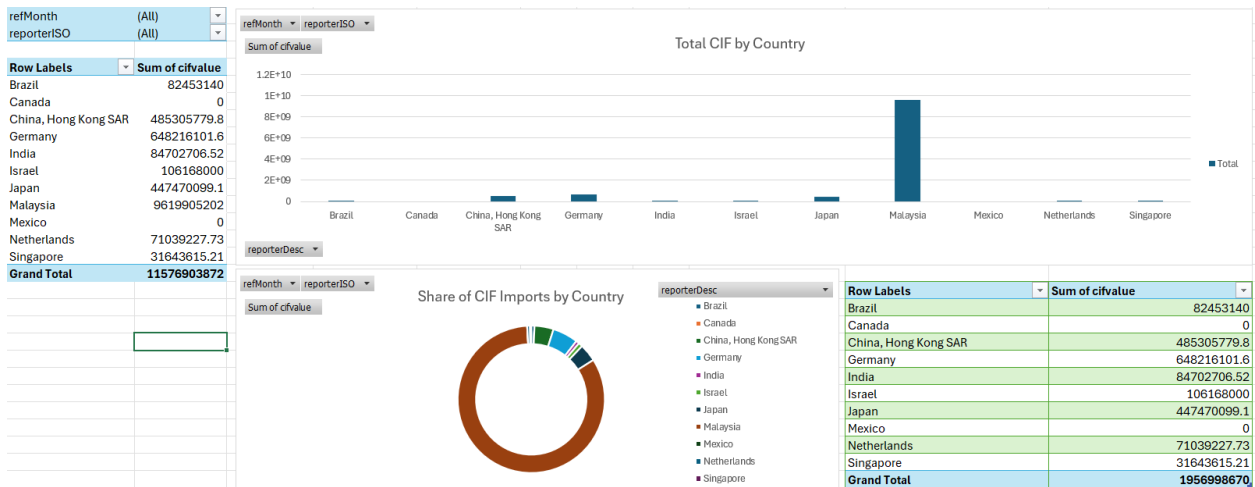 refMonth (All)
reporterISO (All)
Row Labels Sum of cifvalue
Brazil 82453140
Canada 0
China, Hong Kong SAR 485305779.8
Germany 648216101.6
India 84702706.52
Israel 106168000
Japan 447470099.1
Malaysia 9619905202
Mexico 0
Netherlands 71039227.73
Singapore 31643615.21
Grand Total 11576903872
refMonth reporterISO
Sum of cifvalue
Total CIF by Country
1.2E+10
1E+10
8E+09
6E+09
4E+09
2E+09
0
Brazil Canada China, Hong Kong SAR Germany India Israel Japan Malaysia Mexico Netherlands Singapore
Total
reporterDesc
refMonth reporterISO
Sum of cifvalue
Share of CIF Imports by Country
reporterDesc
Brazil
Canada
China, Hong Kong SAR
Germany
India
Israel
Japan
Malaysia
Mexico
Netherlands
Singapore
Row Labels Sum of cifvalue
Brazil 82453140
Canada 0
China, Hong Kong SAR 485305779.8
Germany 648216101.6
India 84702706.52
Israel 106168000
Japan 447470099.1
Mexico 0
Netherlands 71039227.73
Singapore 31643615.21
Grand Total 1956998670